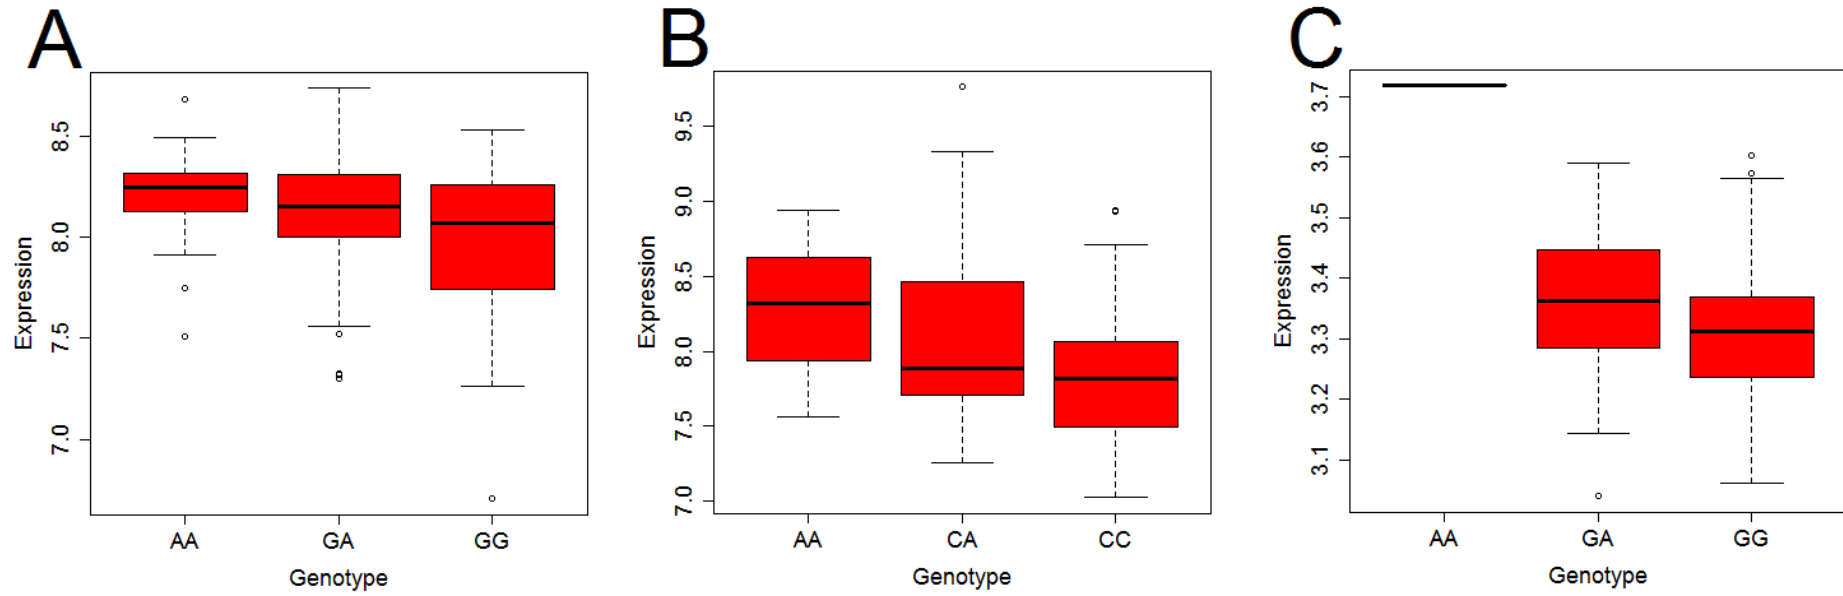 A
Expression
8.5
8.0
7.5
7.0
AA GA GG
Genotype
B
Expression
9.5
9.0
8.5
8.0
7.5
7.0
AA CA CC
Genotype
C
Expression
3.7
3.6
3.5
3.4
3.3
3.2
3.1
AA GA GG
Genotype